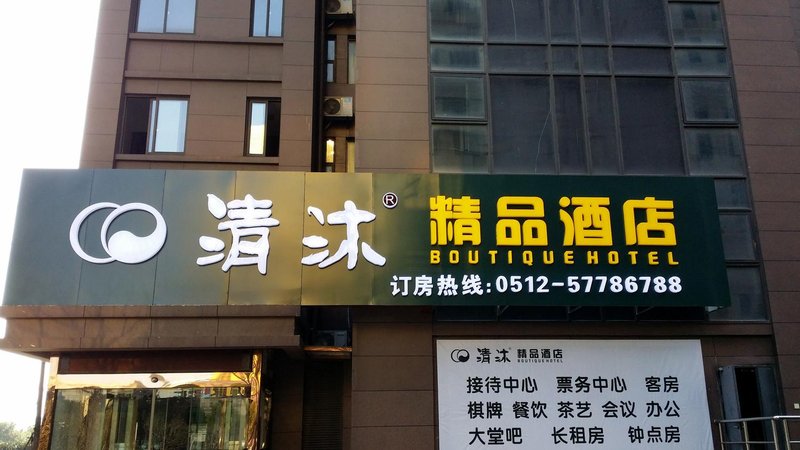 清沐® 精品酒店
BOUTIQUE HOTEL
订房热线:0512-57786788
清沐 精品酒店
BOUTIQUE HOTEL
接待中心 票务中心 客房
棋牌 餐饮 茶艺 会议 办公
大堂吧 长租房 钟点房